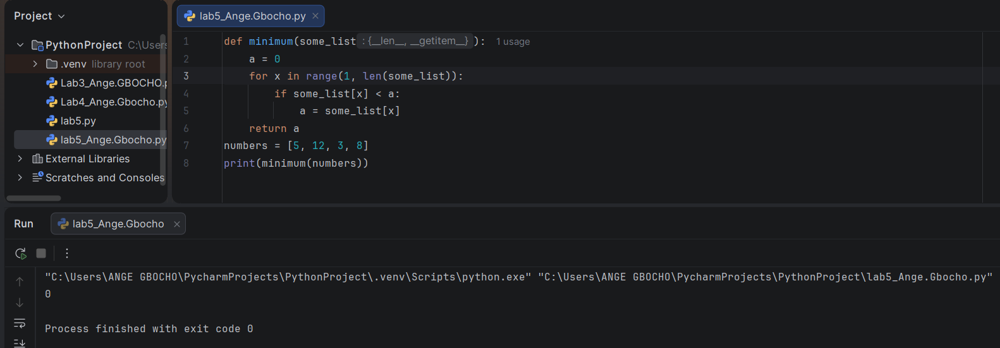 Project
PythonProject C:\Users
.venv library root
Lab3_Ange.GBOCHO.p
Lab4_Ange.Gbocho.py
lab5.py
lab5_Ange.Gbocho.py
External Libraries
Scratches and Consoles
lab5_Ange.Gbocho.py
1 def minimum(some_list : {__len__, __getitem__}): 1 usage
2 a = 0
3 for x in range(1, len(some_list)):
4 if some_list[x] < a:
5 a = some_list[x]
6 return a
7 numbers = [5, 12, 3, 8]
8 print(minimum(numbers))
Run lab5_Ange.Gbocho
"C:\Users\ANGE GBOCHO\PycharmProjects\PythonProject\.venv\Scripts\python.exe" "C:\Users\ANGE GBOCHO\PycharmProjects\PythonProject\lab5_Ange.Gbocho.py"
0
Process finished with exit code 0